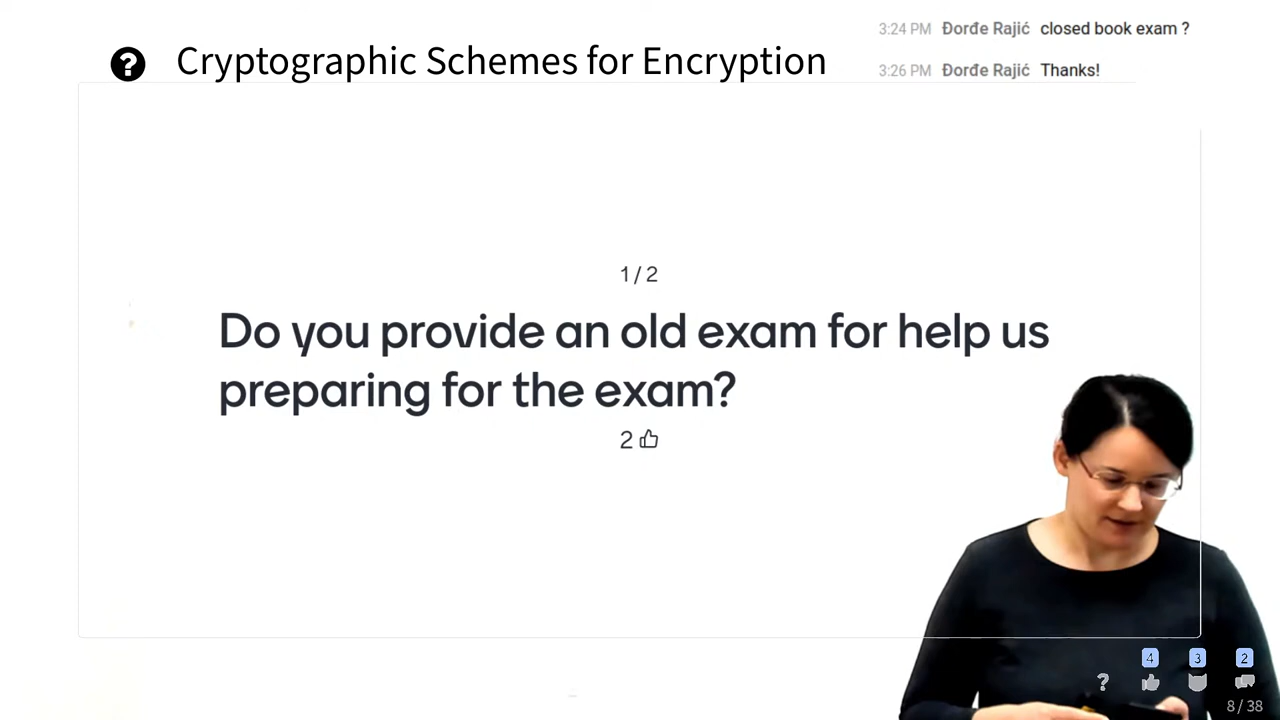 ? Cryptographic Schemes for Encryption
3:24 PM Đorđe Rajić closed book exam ?
3:26 PM Đorđe Rajić Thanks!
1 / 2
Do you provide an old exam for help us
preparing for the exam?
2
4 3 2
?
8 / 38